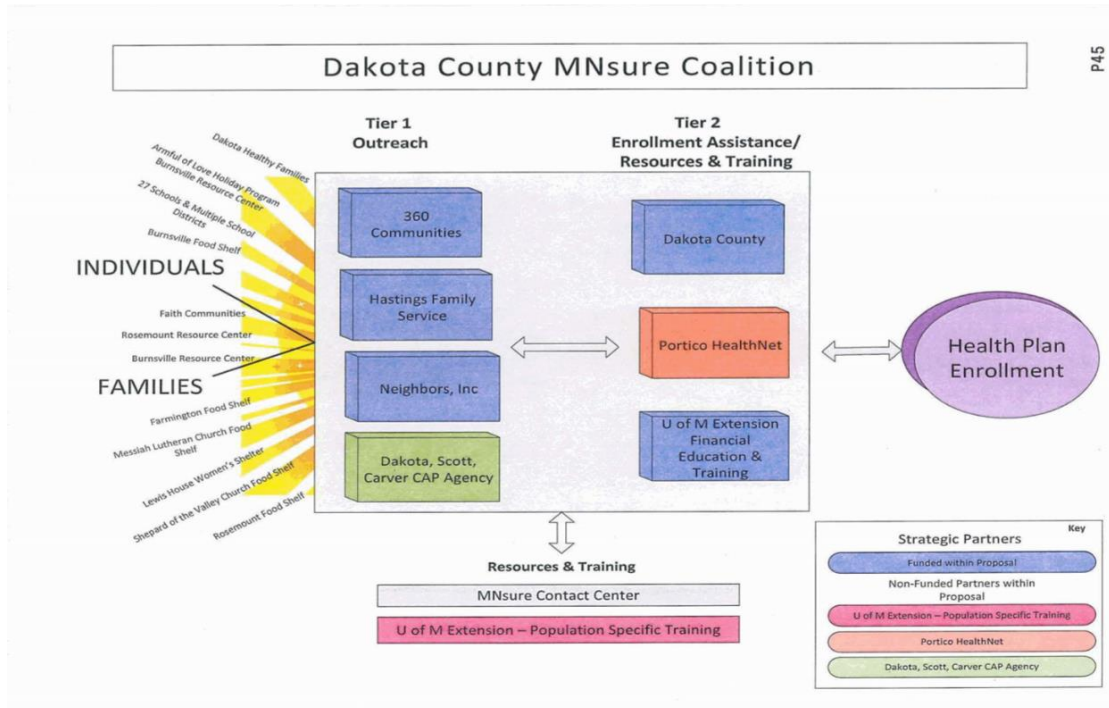 Dakota County MNsure Coalition
P45
Tier 1
Outreach
Tier 2
Enrollment Assistance/
Resources & Training
Dakota Healthy Families
Armful of Love Holiday Program
Burnsville Resource Center
27 Schools & Multiple School
Districts
Burnsville Food Shelf
INDIVIDUALS
Faith Communities
Rosemount Resource Center
Burnsville Resource Center
FAMILIES
Farmington Food Shelf
Messiah Lutheran Church Food
Shelf
Lewis House Women's Shelter
Shepard of the Valley Church Food Shelf
Rosemount Food Shelf
360
Communities
Hastings Family
Service
Neighbors, Inc
Dakota, Scott,
Carver CAP Agency
Dakota County
Portico HealthNet
U of M Extension
Financial
Education &
Training
Health Plan
Enrollment
Resources & Training
MNsure Contact Center
U of M Extension – Population Specific Training
Key
Strategic Partners
Funded within Proposal
Non-Funded Partners within
Proposal
U of M Extension – Population Specific Training
Portico HealthNet
Dakota, Scott, Carver CAP Agency